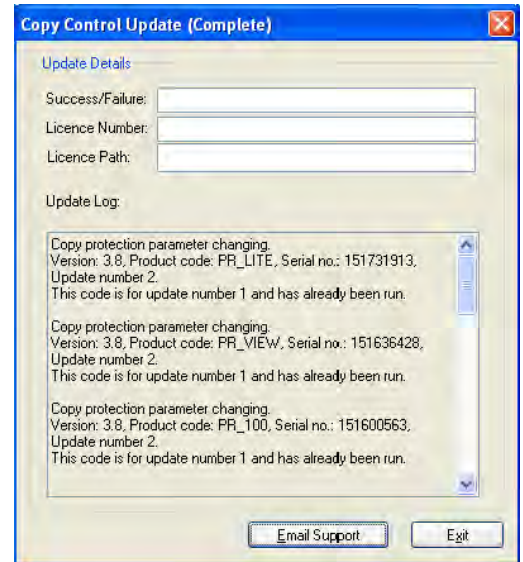 Copy Control Update (Complete)
Update Details
Success/Failure:
Licence Number:
Licence Path:
Update Log:
Copy protection parameter changing.
Version: 3.8, Product code: PR_LITE, Serial no.: 151731913,
Update number 2.
This code is for update number 1 and has already been run.
Copy protection parameter changing.
Version: 3.8, Product code: PR_VIEW, Serial no.: 151636428,
Update number 2.
This code is for update number 1 and has already been run.
Copy protection parameter changing.
Version: 3.8, Product code: PR_100, Serial no.: 151600563,
Update number 2.
This code is for update number 1 and has already been run.
Email Support Exit